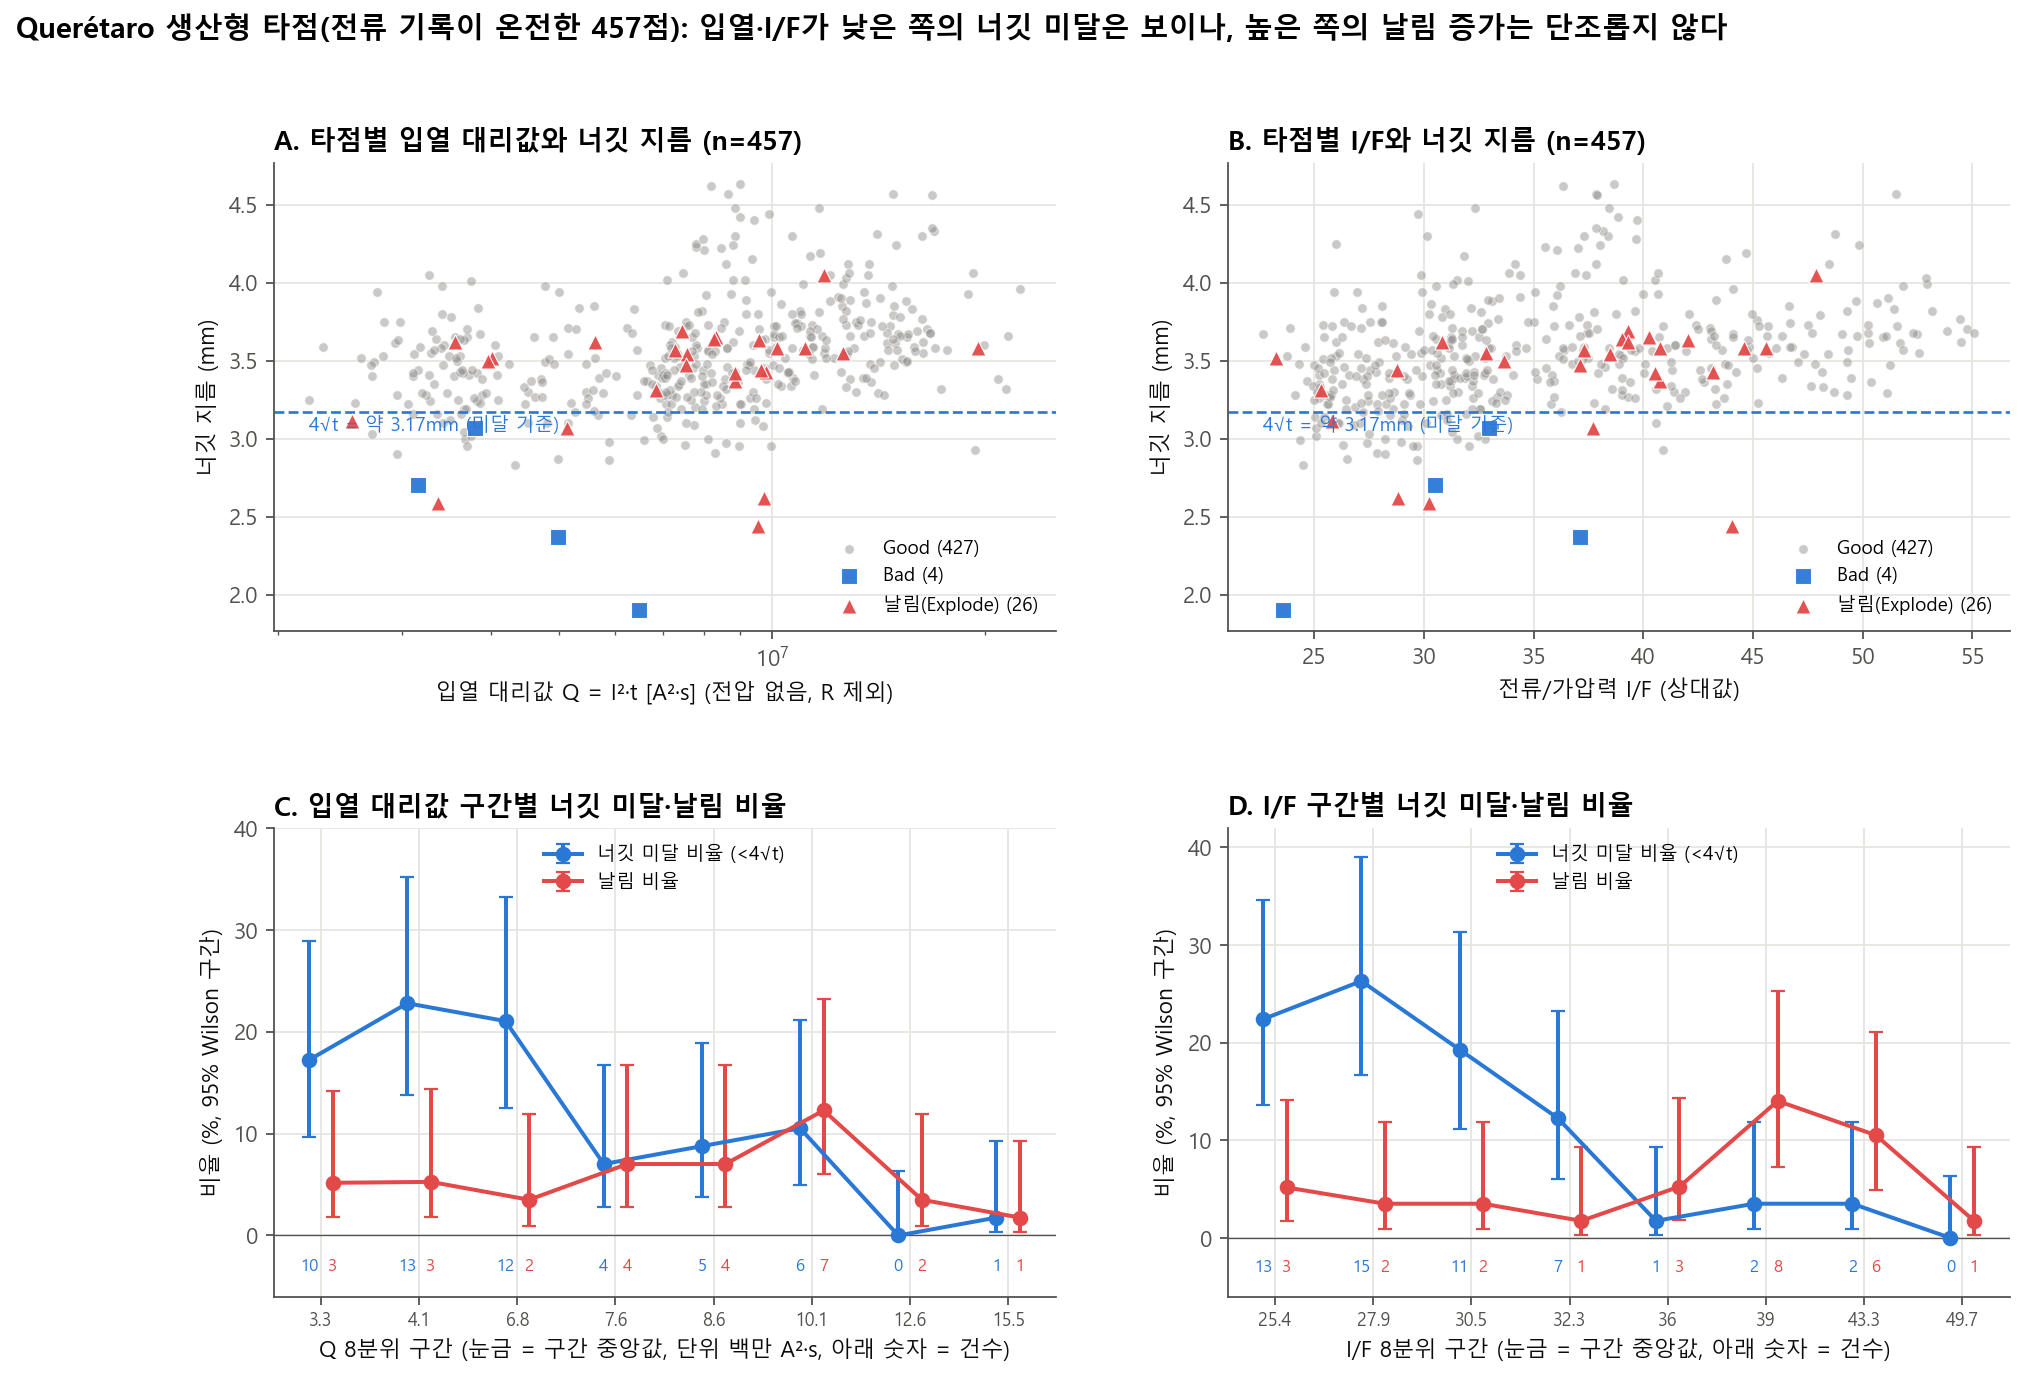 Querétaro 생산형 타점(전류 기록이 온전한 457점): 입열·I/F가 낮은 쪽의 너깃 미달은 보이나, 높은 쪽의 날림 증가는 단조롭지 않다
A. 타점별 입열 대리값와 너깃 지름 (n=457)
너깃 지름 (mm)
4.5
4.0
3.5
3.0
2.5
2.0
4√t = 약 3.17mm (미달 기준)
Good (427)
Bad (4)
날림(Explode) (26)
10⁷
입열 대리값 Q = I²·t [A²·s] (전압 없음, R 제외)
B. 타점별 I/F와 너깃 지름 (n=457)
너깃 지름 (mm)
4.5
4.0
3.5
3.0
2.5
2.0
4√t = 약 3.17mm (미달 기준)
Good (427)
Bad (4)
날림(Explode) (26)
25 30 35 40 45 50 55
전류/가압력 I/F (상대값)
C. 입열 대리값 구간별 너깃 미달·날림 비율
비율 (%, 95% Wilson 구간)
40
30
20
10
0
너깃 미달 비율 (<4√t)
날림 비율
10 3 13 3 12 2 4 4 5 4 6 7 0 2 1 1
3.3 4.1 6.8 7.6 8.6 10.1 12.6 15.5
Q 8분위 구간 (눈금 = 구간 중앙값, 단위 백만 A²·s, 아래 숫자 = 건수)
D. I/F 구간별 너깃 미달·날림 비율
비율 (%, 95% Wilson 구간)
40
30
20
10
0
너깃 미달 비율 (<4√t)
날림 비율
13 3 15 2 11 2 7 1 1 3 2 8 2 6 0 1
25.4 27.9 30.5 32.3 36 39 43.3 49.7
I/F 8분위 구간 (눈금 = 구간 중앙값, 아래 숫자 = 건수)